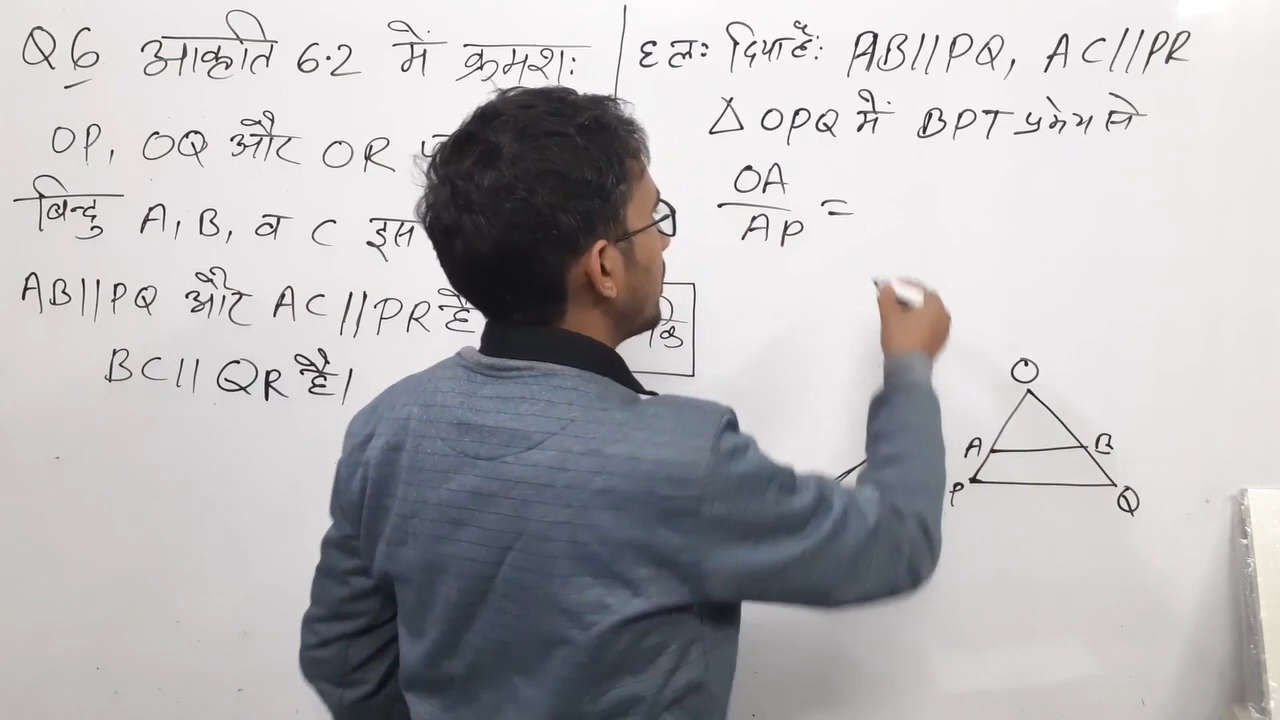 Q6 आकृति 6.2 में क्रमशः
OP, OQ और OR
बिन्दु A, B, व C इस
AB||PQ और AC||PR है
BC|| QR है।
हलः दिया हैः AB||PQ, AC||PR
△ OPQ में BPT प्रमेय से
OA
AP =
कि
O
A B
P Q